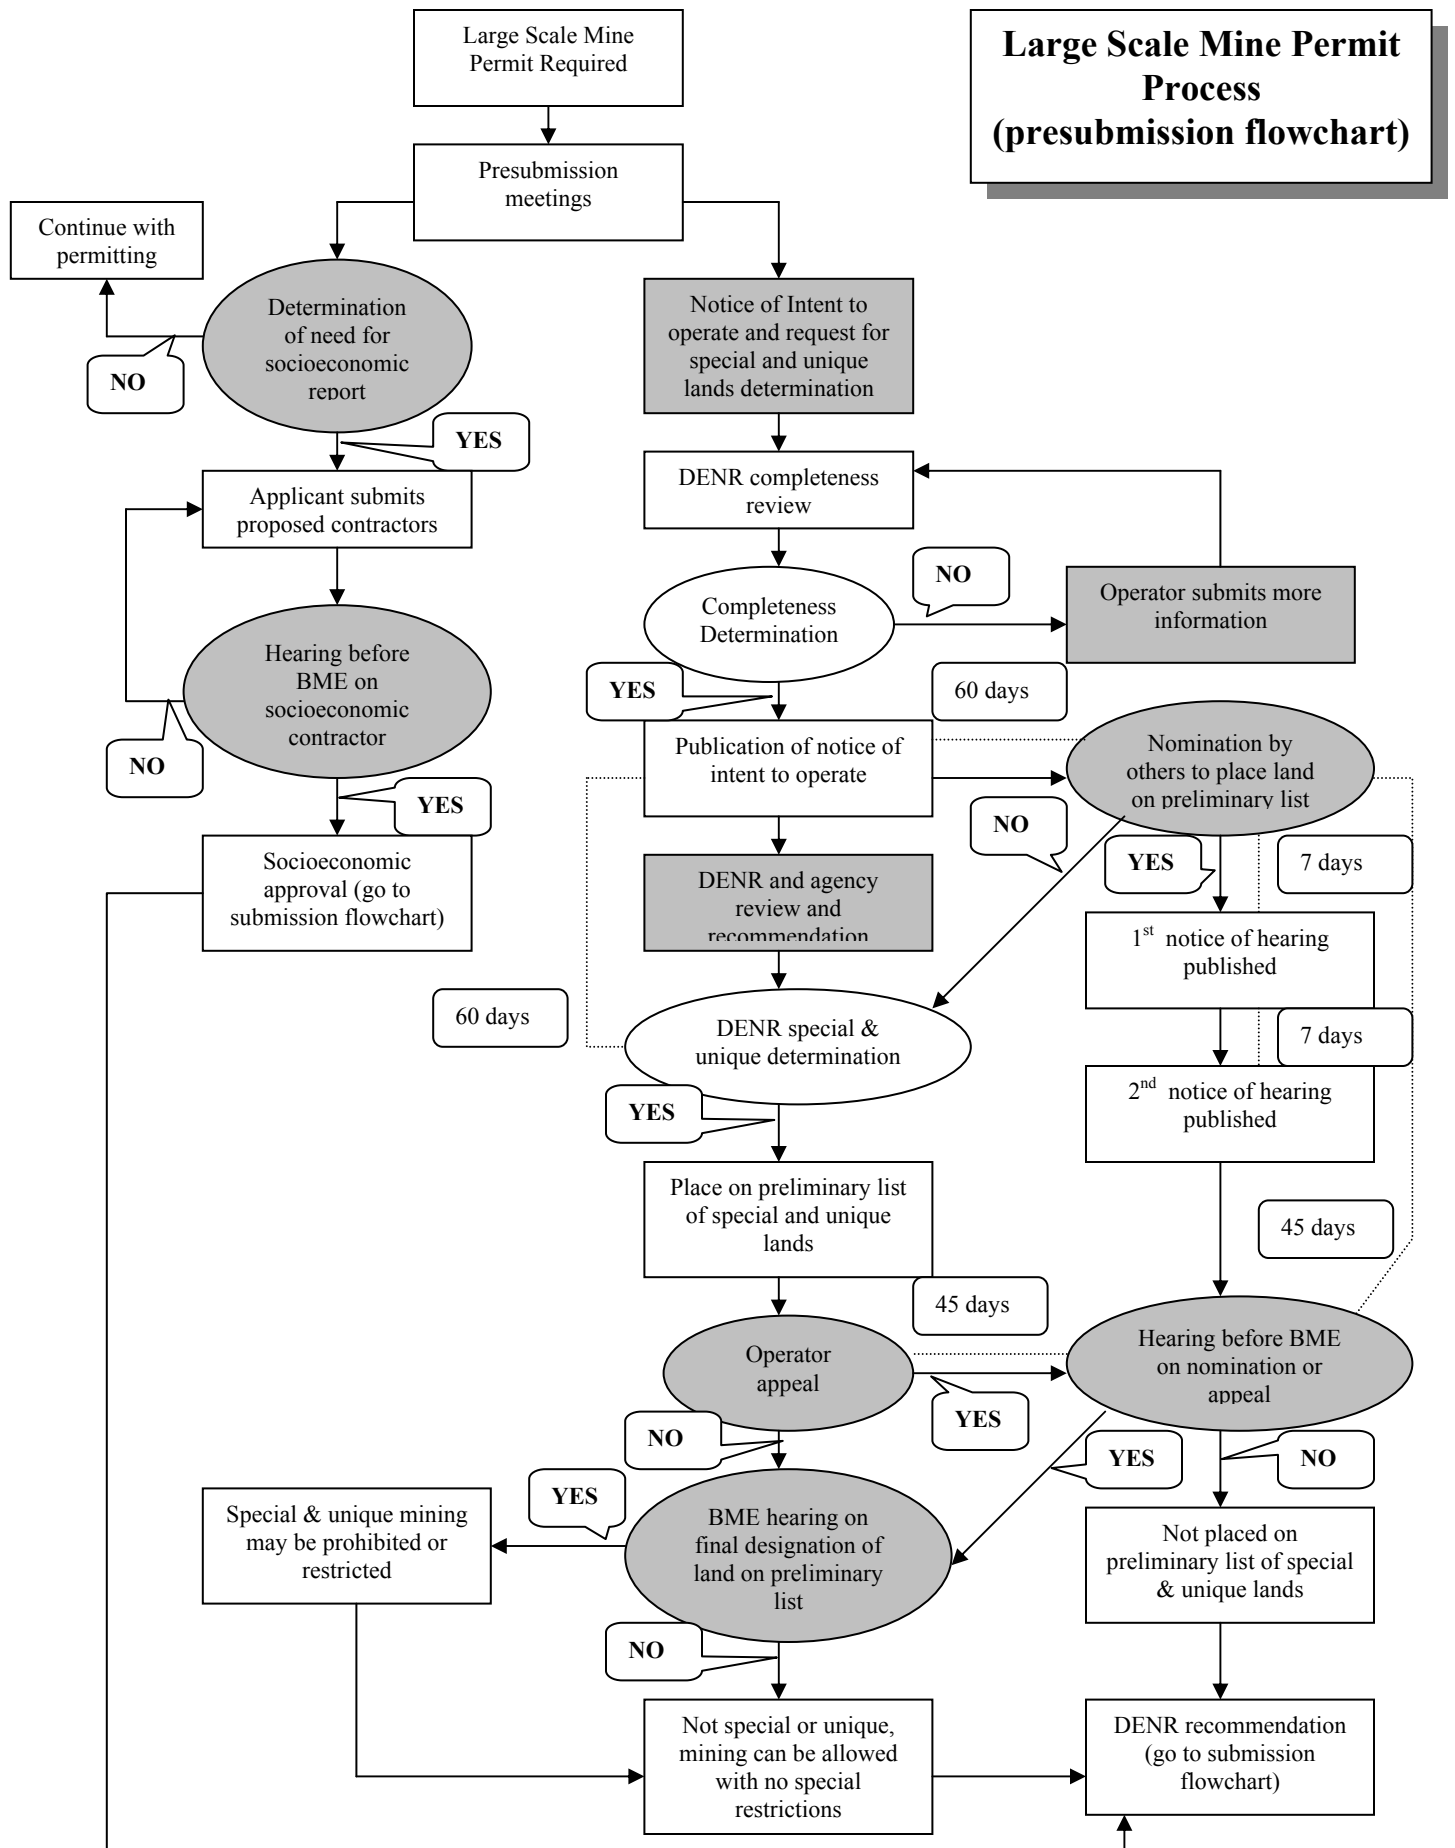 Large Scale Mine Permit
Process
(presubmission flowchart)
Large Scale Mine
Permit Required
Presubmission
meetings
Continue with
permitting
Determination
of need for
socioeconomic
report
NO
YES
Applicant submits
proposed contractors
Hearing before
BME on
socioeconomic
contractor
NO
YES
Socioeconomic
approval (go to
submission flowchart)
Notice of Intent to
operate and request for
special and unique
lands determination
DENR completeness
review
Completeness
Determination
NO
Operator submits more
information
YES
60 days
Publication of notice of
intent to operate
Nomination by
others to place land
on preliminary list
NO
YES
7 days
DENR and agency
review and
recommendation
1st notice of hearing
published
60 days
DENR special &
unique determination
7 days
2nd notice of hearing
published
YES
Place on preliminary list
of special and unique
lands
45 days
45 days
Operator
appeal
Hearing before BME
on nomination or
appeal
YES
NO
YES
NO
YES
BME hearing on
final designation of
land on preliminary
list
Special & unique mining
may be prohibited or
restricted
Not placed on
preliminary list of special
& unique lands
NO
Not special or unique,
mining can be allowed
with no special
restrictions
DENR recommendation
(go to submission
flowchart)